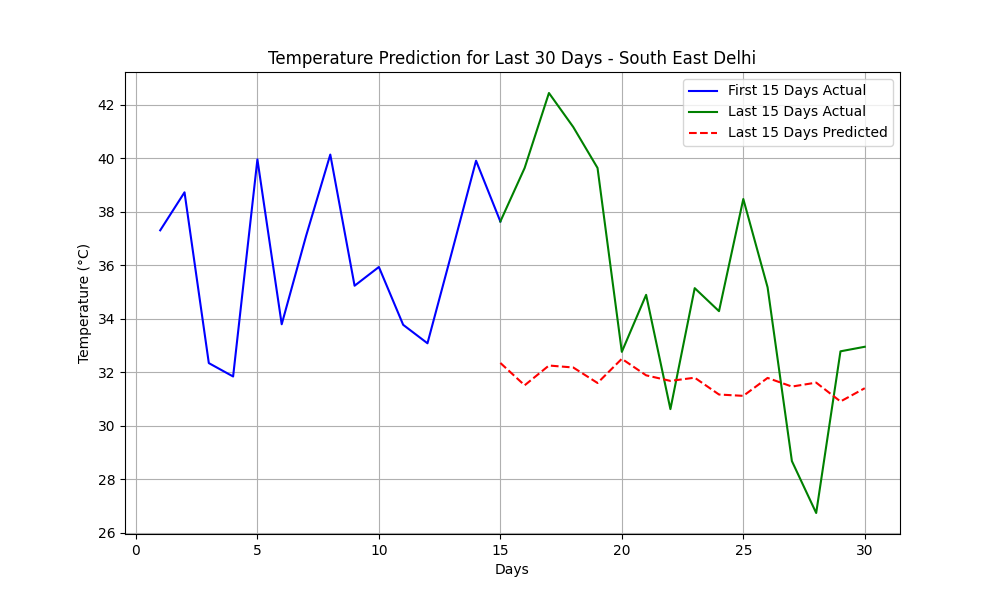 Temperature Prediction for Last 30 Days - South East Delhi
First 15 Days Actual
Last 15 Days Actual
Last 15 Days Predicted
Temperature (°C)
42
40
38
36
34
32
30
28
26
0 5 10 15 20 25 30
Days